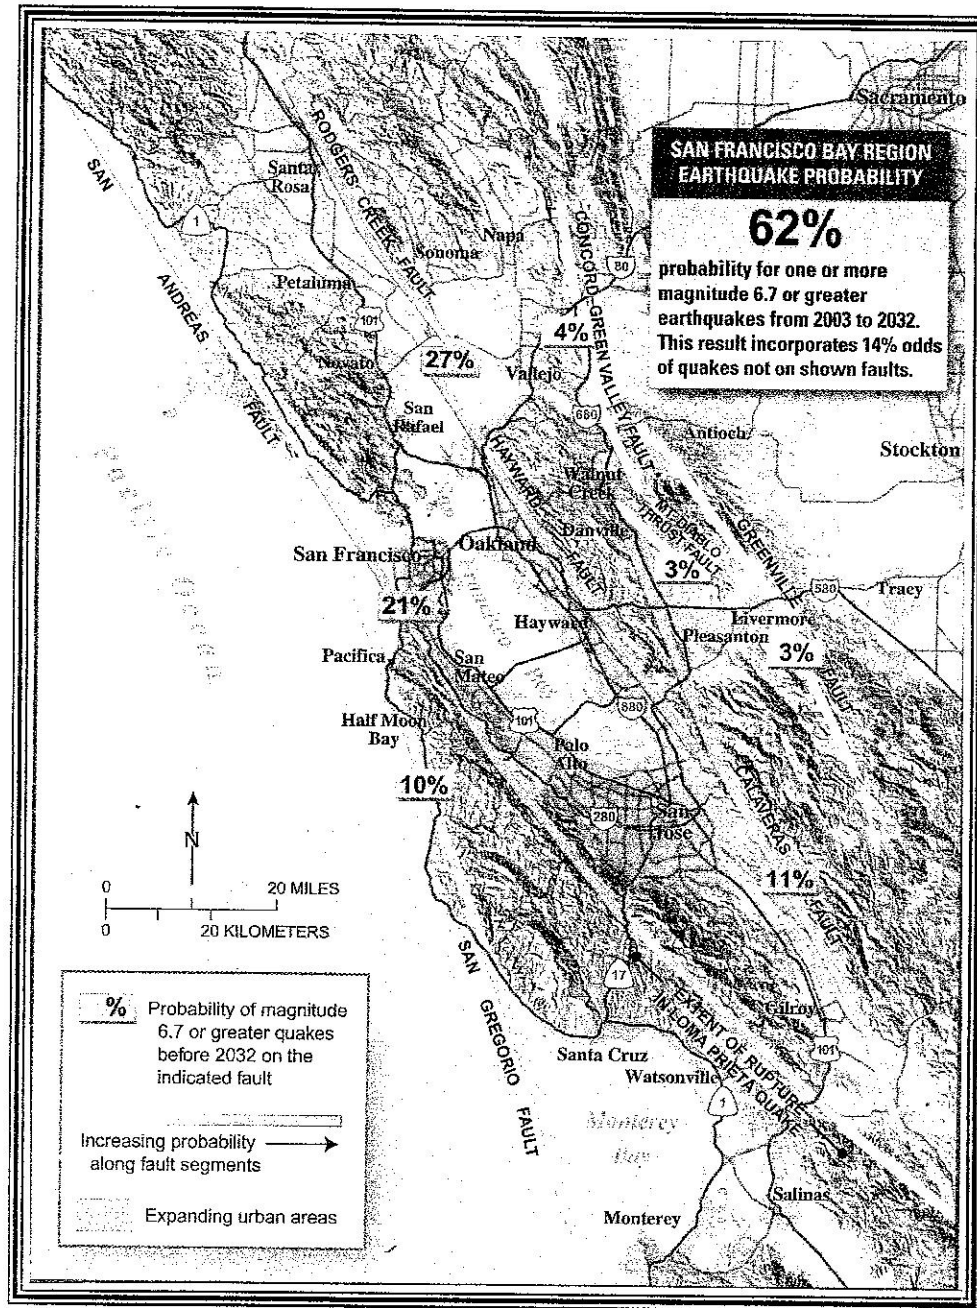 Sacramento
SAN FRANCISCO BAY REGION
EARTHQUAKE PROBABILITY
62%
probability for one or more
magnitude 6.7 or greater
earthquakes from 2003 to 2032.
This result incorporates 14% odds
of quakes not on shown faults.
SAN ANDREAS FAULT
RODGERS CREEK FAULT
CONCORD-GREEN VALLEY FAULT
Santa
Rosa
1
Napa
Sonoma
80
Petaluma
101
4%
27%
Novato
Vallejo
San
Rafael
680
Antioch
Stockton
HAYWARD FAULT
Walnut
Creek
MT. DIABLO
THRUST FAULT
GREENVILLE FAULT
Danville
San Francisco
Oakland
3%
21%
580
Tracy
Hayward
Livermore
Pleasanton
3%
Pacifica
San
Mateo
Half Moon
Bay
101
880
Palo
Alto
10%
CALAVERAS FAULT
280
San
Jose
11%
N
0
20 MILES
0
20 KILOMETERS
SAN GREGORIO FAULT
17
EXTENT OF RUPTURE
IN LOMA PRIETA QUAKE
Gilroy
101
Santa Cruz
Watsonville
1
Monterey
Bay
Salinas
Monterey
%
Probability of magnitude
6.7 or greater quakes
before 2032 on the
indicated fault
Increasing probability
along fault segments
Expanding urban areas